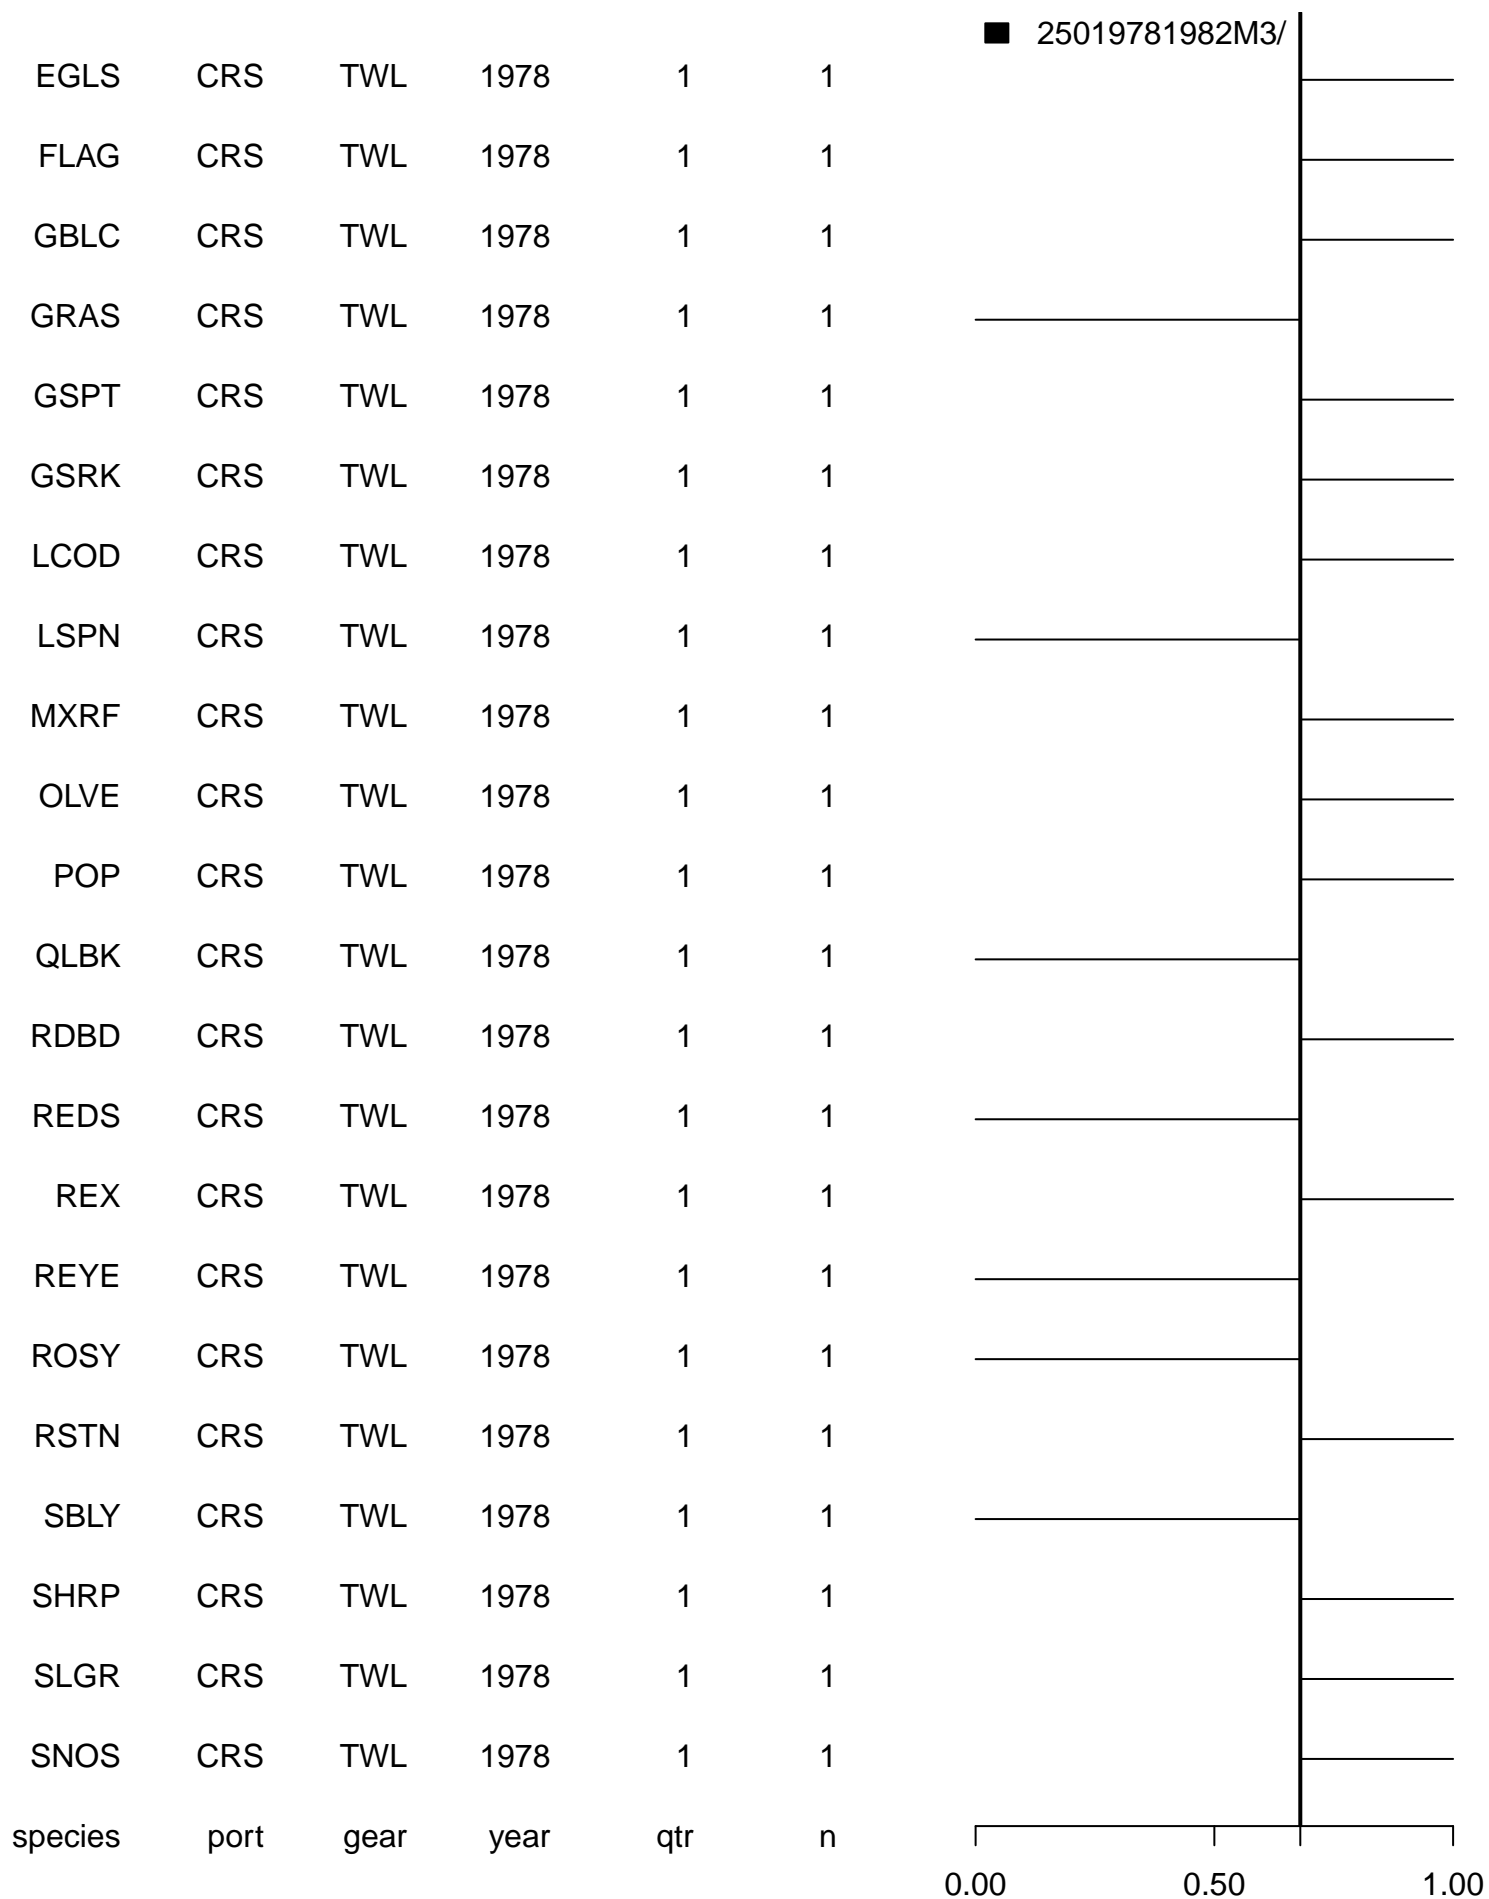 25019781982M3/
EGLS CRS TWL 1978 1 1
FLAG CRS TWL 1978 1 1
GBLC CRS TWL 1978 1 1
GRAS CRS TWL 1978 1 1
GSPT CRS TWL 1978 1 1
GSRK CRS TWL 1978 1 1
LCOD CRS TWL 1978 1 1
LSPN CRS TWL 1978 1 1
MXRF CRS TWL 1978 1 1
OLVE CRS TWL 1978 1 1
POP CRS TWL 1978 1 1
QLBK CRS TWL 1978 1 1
RDBD CRS TWL 1978 1 1
REDS CRS TWL 1978 1 1
REX CRS TWL 1978 1 1
REYE CRS TWL 1978 1 1
ROSY CRS TWL 1978 1 1
RSTN CRS TWL 1978 1 1
SBLY CRS TWL 1978 1 1
SHRP CRS TWL 1978 1 1
SLGR CRS TWL 1978 1 1
SNOS CRS TWL 1978 1 1
species port gear year qtr n
0.00 0.50 1.00